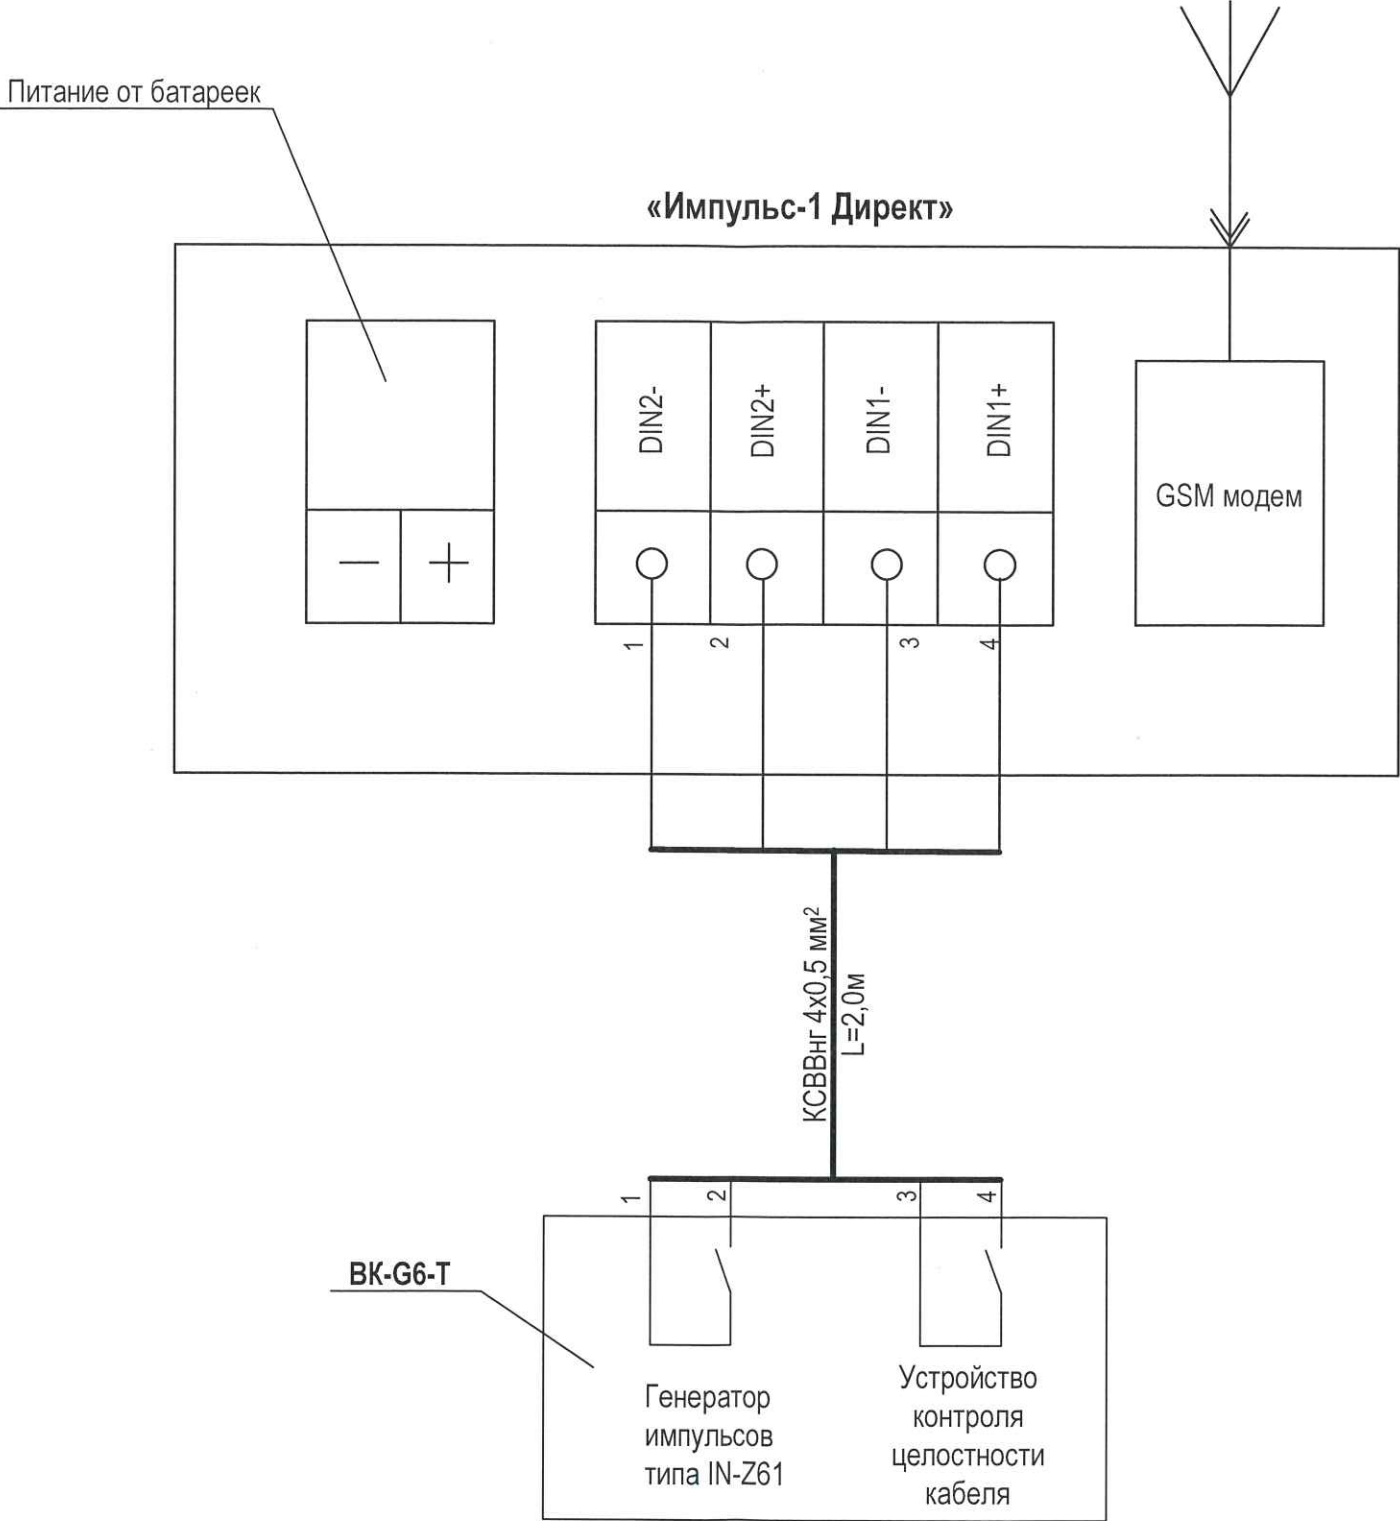 Питание от батареек
«Импульс-1 Директ»
DIN2-
DIN2+
DIN1-
DIN1+
GSM модем
− +
1 2 3 4
КСВВнг 4x0,5 мм²
L=2,0м
1 2 3 4
ВК-G6-Т
Генератор
импульсов
типа IN-Z61
Устройство
контроля
целостности
кабеля